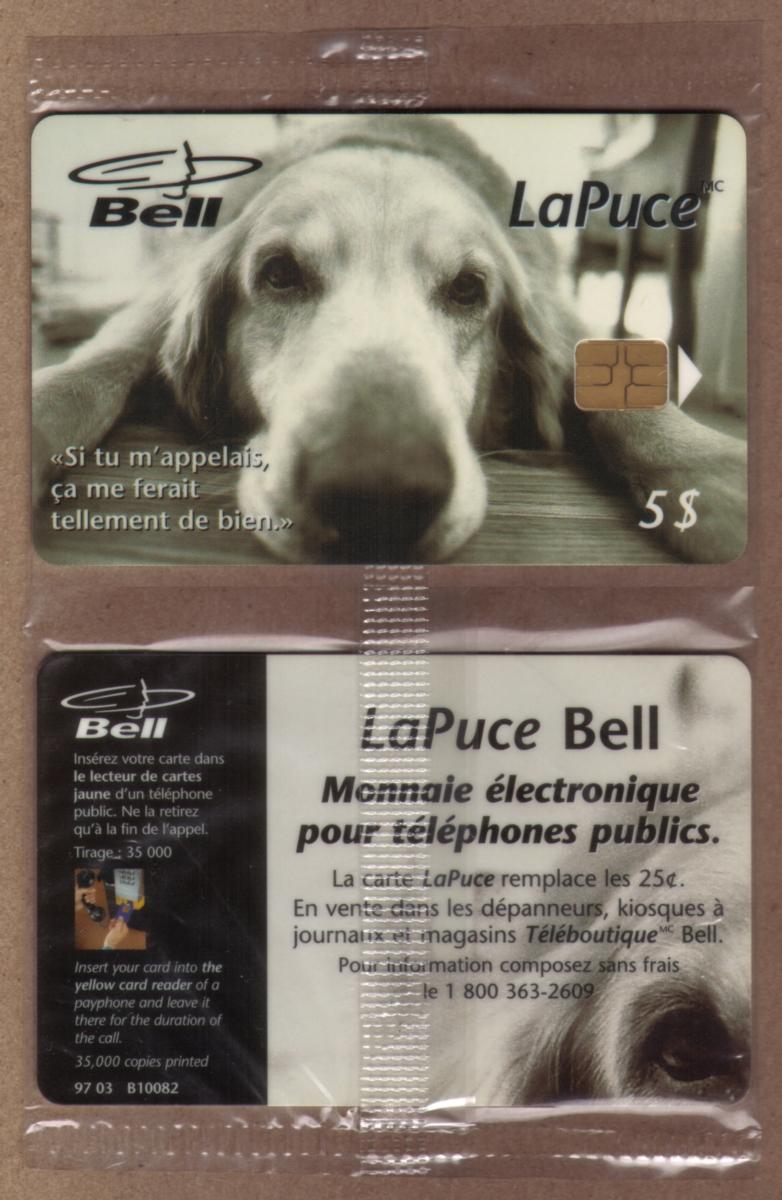 Bell
LaPuce MC
«Si tu m'appelais,
ça me ferait
tellement de bien.»
5 $
Bell
Insérez votre carte dans
le lecteur de cartes
jaune d'un téléphone
public. Ne la retirez
qu'à la fin de l'appel.
Tirage : 35 000
Insert your card into the
yellow card reader of a
payphone and leave it
there for the duration of
the call.
35,000 copies printed
97 03 B10082
LaPuce Bell
Monnaie électronique
pour téléphones publics.
La carte LaPuce remplace les 25¢.
En vente dans les dépanneurs, kiosques à
journaux et magasins Téléboutique MC Bell.
Pour information composez sans frais
le 1 800 363-2609